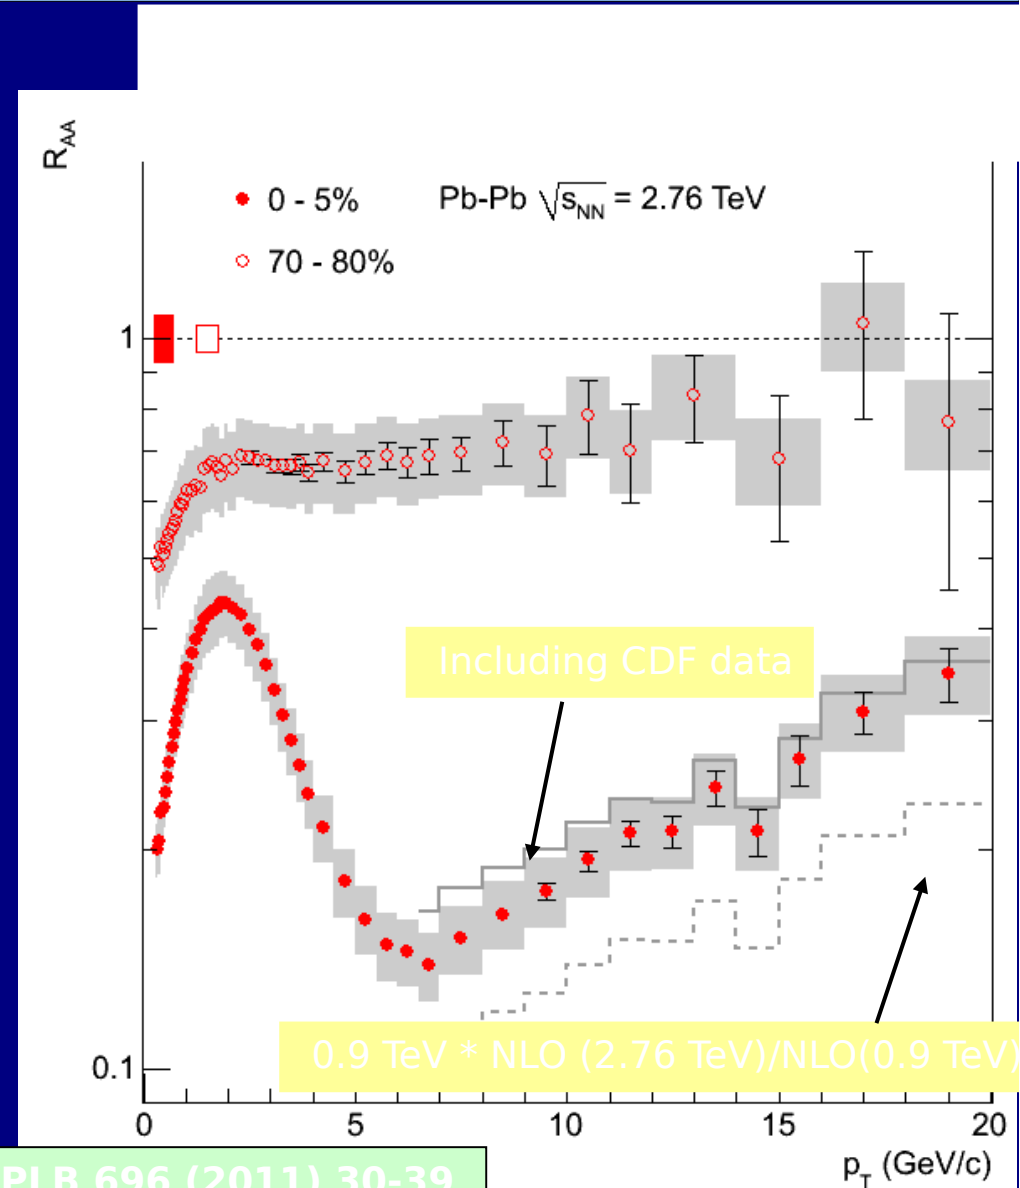 R_AA
0 - 5%
Pb-Pb √s_NN = 2.76 TeV
70 - 80%
1
Including CDF data
0.9 TeV * NLO (2.76 TeV)/NLO(0.9 TeV)
0.1
0 5 10 15 20
p_T (GeV/c)
PLB 696 (2011) 30-39